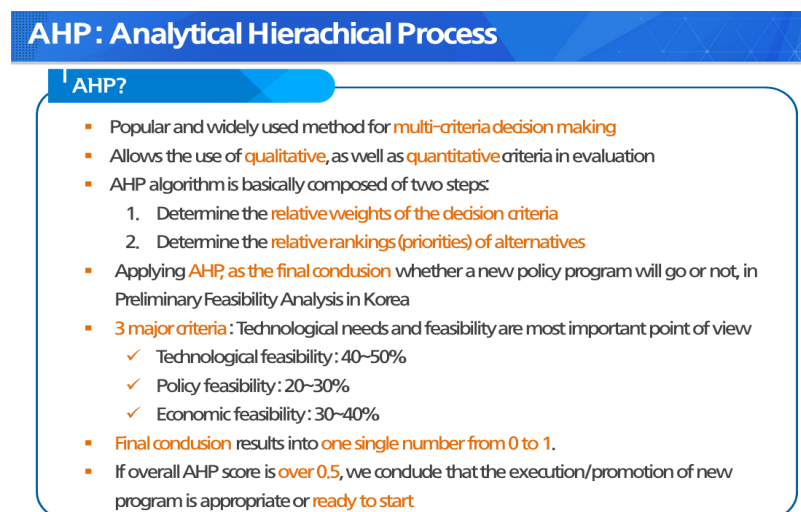 AHP : Analytical Hierachical Process
AHP?
▪ Popular and widely used method for multi-criteria decision making
▪ Allows the use of qualitative, as well as quantitative criteria in evaluation
▪ AHP algorithm is basically composed of two steps:
1. Determine the relative weights of the decision criteria
2. Determine the relative rankings (priorities) of alternatives
▪ Applying AHP, as the final conclusion whether a new policy program will go or not, in
Preliminary Feasibility Analysis in Korea
▪ 3 major criteria : Technological needs and feasibility are most important point of view
✓ Technological feasibility : 40~50%
✓ Policy feasibility : 20~30%
✓ Economic feasibility : 30~40%
▪ Final conclusion results into one single number from 0 to 1.
▪ If overall AHP score is over 0.5, we conclude that the execution/promotion of new
program is appropriate or ready to start